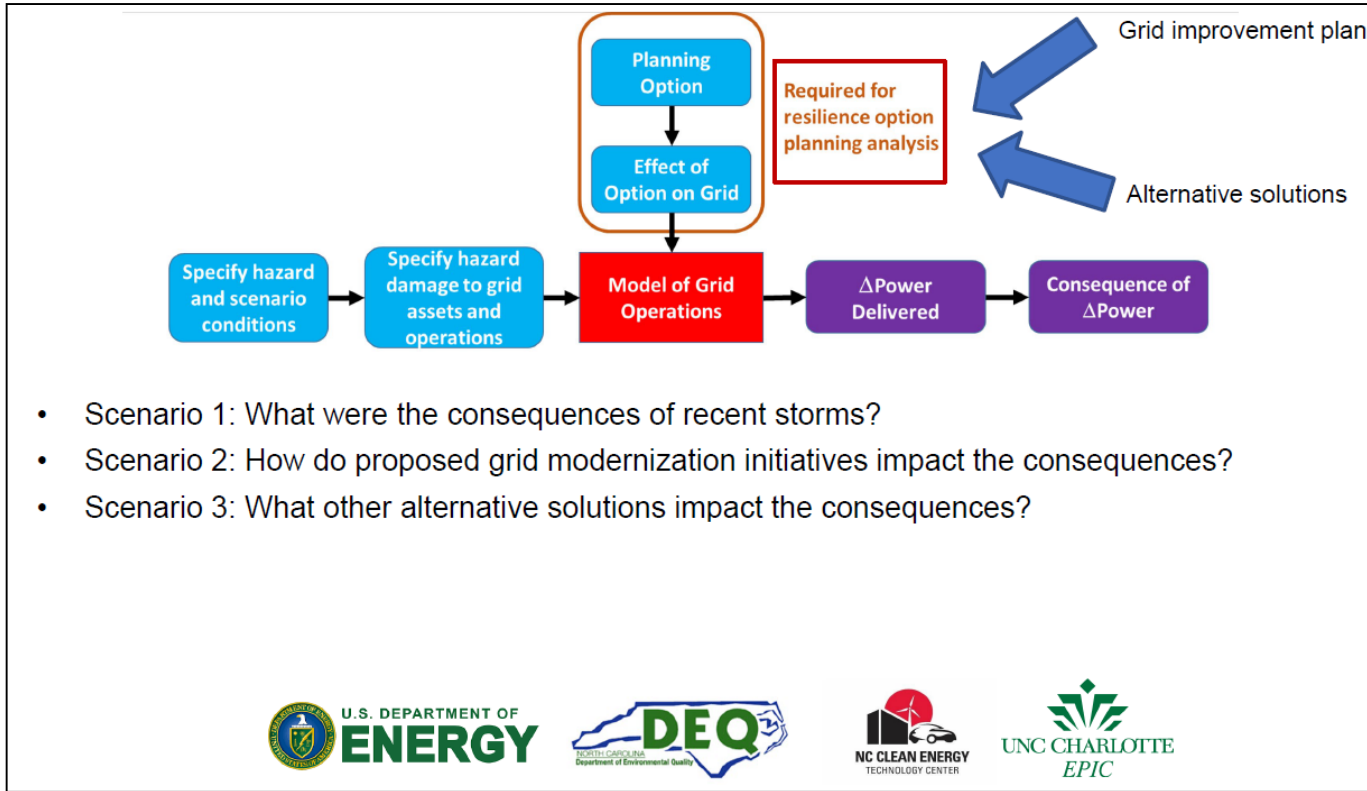 Grid improvement plan
Planning
Option
Required for
resilience option
planning analysis
Effect of
Option on Grid
Alternative solutions
Specify hazard
and scenario
conditions
Specify hazard
damage to grid
assets and
operations
Model of Grid
Operations
ΔPower
Delivered
Consequence of
ΔPower
• Scenario 1: What were the consequences of recent storms?
• Scenario 2: How do proposed grid modernization initiatives impact the consequences?
• Scenario 3: What other alternative solutions impact the consequences?
U.S. DEPARTMENT OF
ENERGY
DEQ
NORTH CAROLINA
Department of Environmental Quality
NC CLEAN ENERGY
TECHNOLOGY CENTER
UNC CHARLOTTE
EPIC